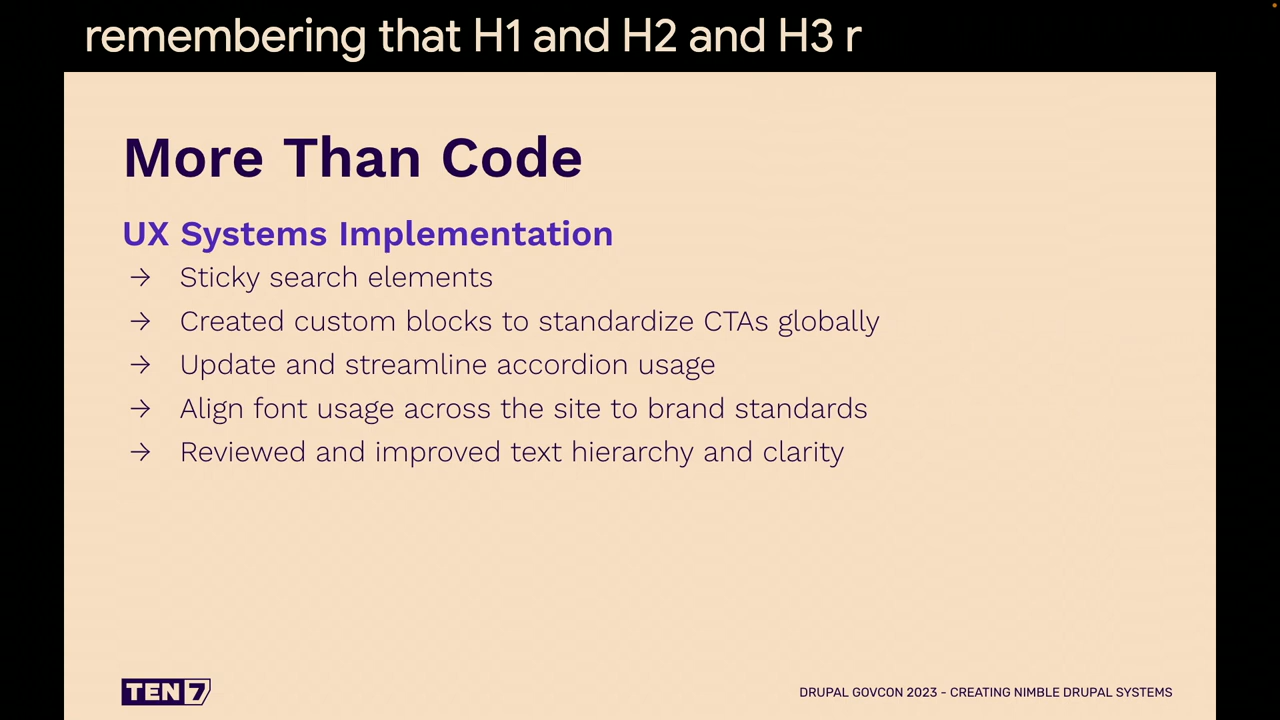 remembering that H1 and H2 and H3 r
More Than Code
UX Systems Implementation
→ Sticky search elements
→ Created custom blocks to standardize CTAs globally
→ Update and streamline accordion usage
→ Align font usage across the site to brand standards
→ Reviewed and improved text hierarchy and clarity
TEN7
DRUPAL GOVCON 2023 - CREATING NIMBLE DRUPAL SYSTEMS